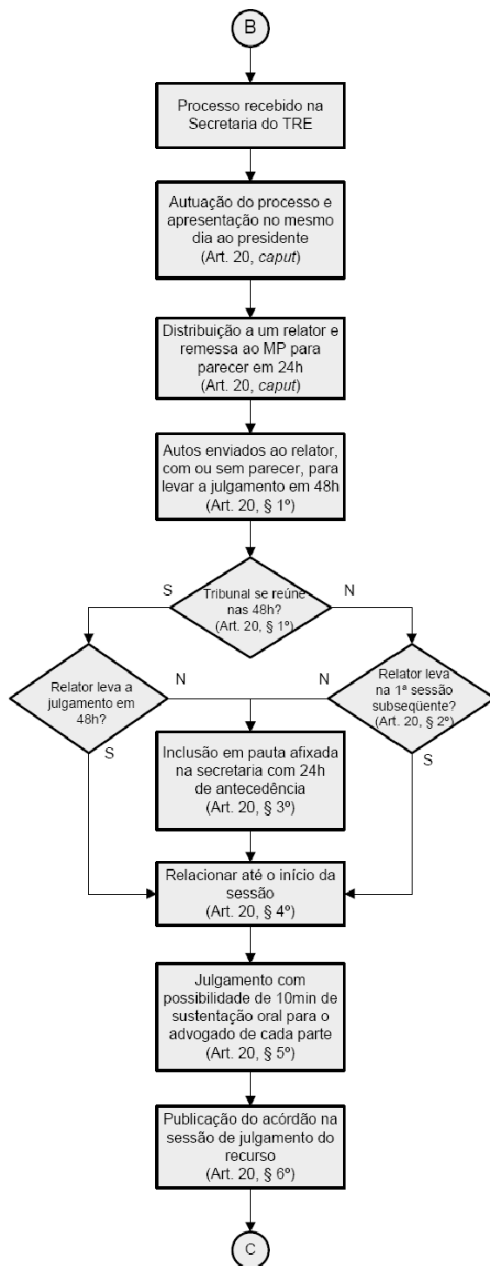 B
Processo recebido na
Secretaria do TRE
Autuação do processo e
apresentação no mesmo
dia ao presidente
(Art. 20, caput)
Distribuição a um relator e
remessa ao MP para
parecer em 24h
(Art. 20, caput)
Autos enviados ao relator,
com ou sem parecer, para
levar a julgamento em 48h
(Art. 20, § 1º)
S
Tribunal se reúne
nas 48h?
(Art. 20, § 1º)
N
Relator leva a
julgamento em
48h?
N
N
Relator leva
na 1ª sessão
subseqüente?
(Art. 20, § 2º)
S
S
Inclusão em pauta afixada
na secretaria com 24h
de antecedência
(Art. 20, § 3º)
Relacionar até o início da
sessão
(Art. 20, § 4º)
Julgamento com
possibilidade de 10min de
sustentação oral para o
advogado de cada parte
(Art. 20, § 5º)
Publicação do acórdão na
sessão de julgamento do
recurso
(Art. 20, § 6º)
C